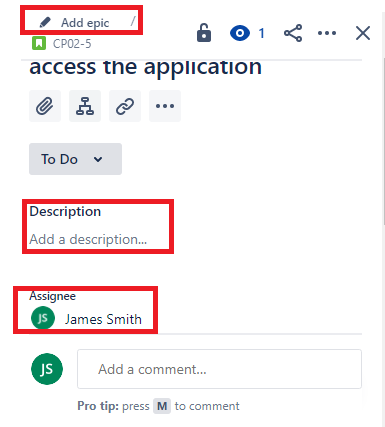 Add epic /
CP02-5
1
access the application
To Do
Description
Add a description...
Assignee
JS James Smith
JS Add a comment...
Pro tip: press M to comment